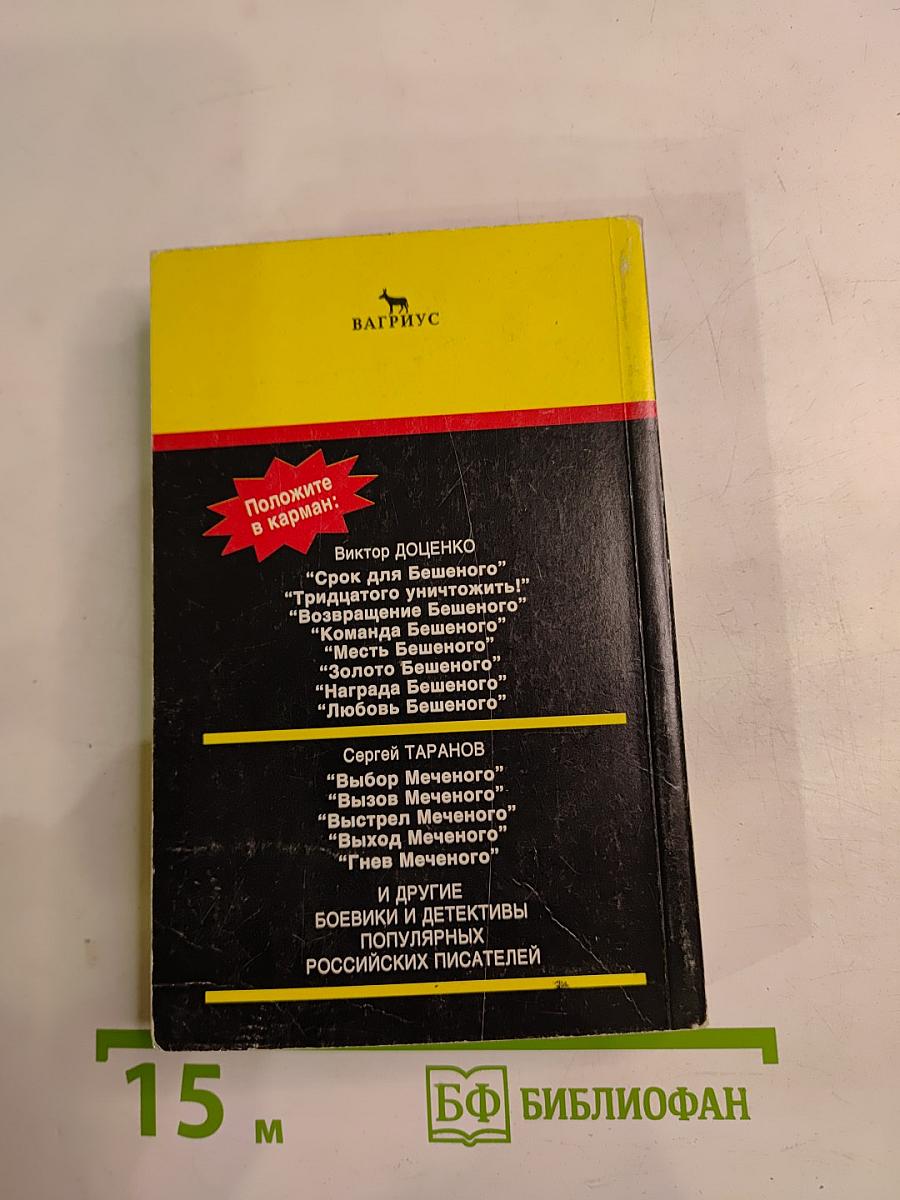 ВАГРИУС
Положите
в карман:
Виктор ДОЦЕНКО
“Срок для Бешеного”
“Тридцатого уничтожить!”
“Возвращение Бешеного”
“Команда Бешеного”
“Месть Бешеного”
“Золото Бешеного”
“Награда Бешеного”
“Любовь Бешеного”
Сергей ТАРАНОВ
“Выбор Меченого”
“Вызов Меченого”
“Выстрел Меченого”
“Выход Меченого”
“Гнев Меченого”
И ДРУГИЕ
БОЕВИКИ И ДЕТЕКТИВЫ
ПОПУЛЯРНЫХ
РОССИЙСКИХ ПИСАТЕЛЕЙ
15 м
БФ БИБЛИОФАН